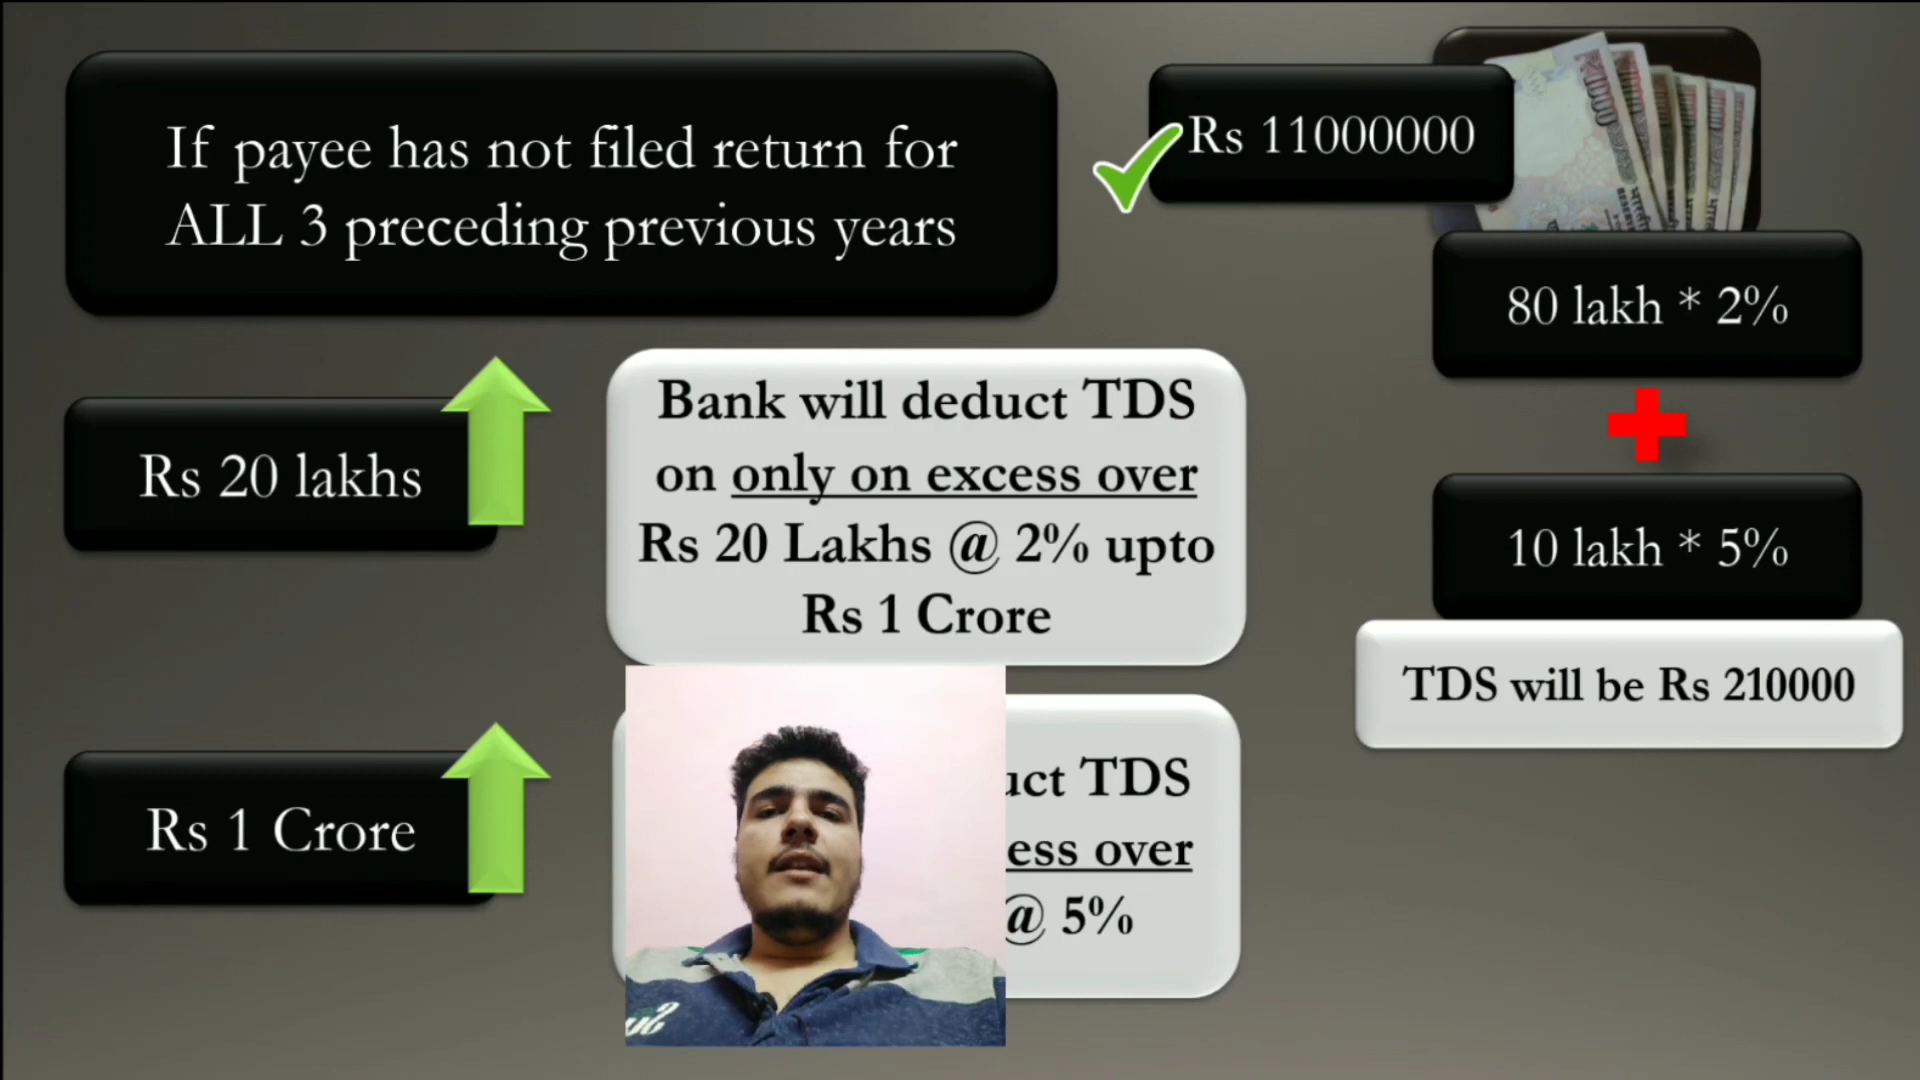 If payee has not filed return for
ALL 3 preceding previous years
Rs 11000000
80 lakh * 2%
10 lakh * 5%
TDS will be Rs 210000
Rs 20 lakhs
Bank will deduct TDS
on only on excess over
Rs 20 Lakhs @ 2% upto
Rs 1 Crore
Rs 1 Crore
TDS
over
@ 5%